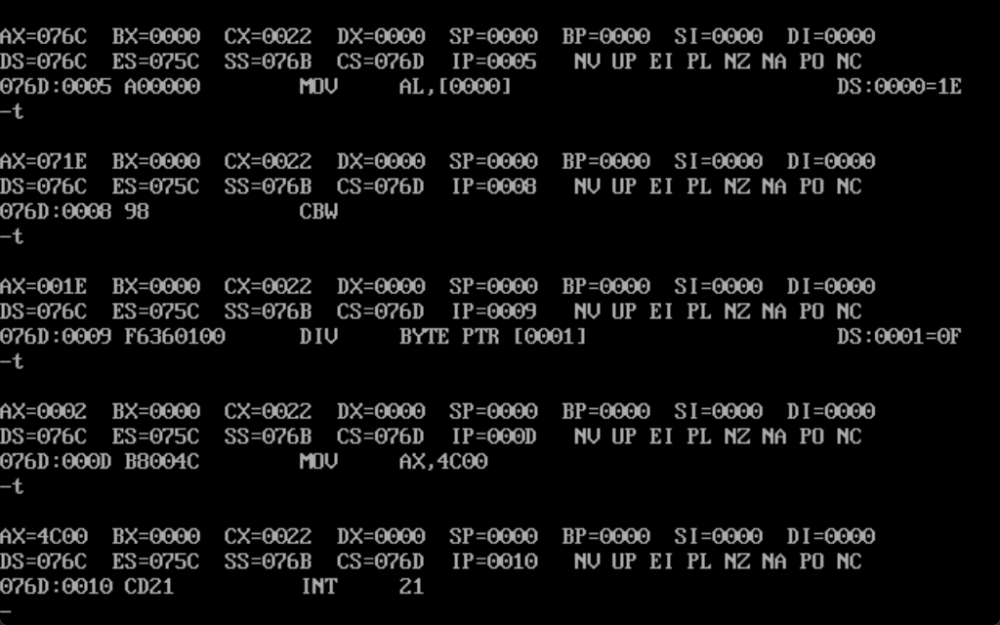 AX=076C  BX=0000  CX=0022  DX=0000  SP=0000  BP=0000  SI=0000  DI=0000
DS=076C  ES=075C  SS=076B  CS=076D  IP=0005   NV UP EI PL NZ NA PO NC
076D:0005 A00000        MOV     AL,[0000]                          DS:0000=1E
-t

AX=071E  BX=0000  CX=0022  DX=0000  SP=0000  BP=0000  SI=0000  DI=0000
DS=076C  ES=075C  SS=076B  CS=076D  IP=0008   NV UP EI PL NZ NA PO NC
076D:0008 98            CBW
-t

AX=001E  BX=0000  CX=0022  DX=0000  SP=0000  BP=0000  SI=0000  DI=0000
DS=076C  ES=075C  SS=076B  CS=076D  IP=0009   NV UP EI PL NZ NA PO NC
076D:0009 F6360100      DIV     BYTE PTR [0001]                    DS:0001=0F
-t

AX=0002  BX=0000  CX=0022  DX=0000  SP=0000  BP=0000  SI=0000  DI=0000
DS=076C  ES=075C  SS=076B  CS=076D  IP=000D   NV UP EI PL NZ NA PO NC
076D:000D B8004C        MOV     AX,4C00
-t

AX=4C00  BX=0000  CX=0022  DX=0000  SP=0000  BP=0000  SI=0000  DI=0000
DS=076C  ES=075C  SS=076B  CS=076D  IP=0010   NV UP EI PL NZ NA PO NC
076D:0010 CD21          INT     21
-